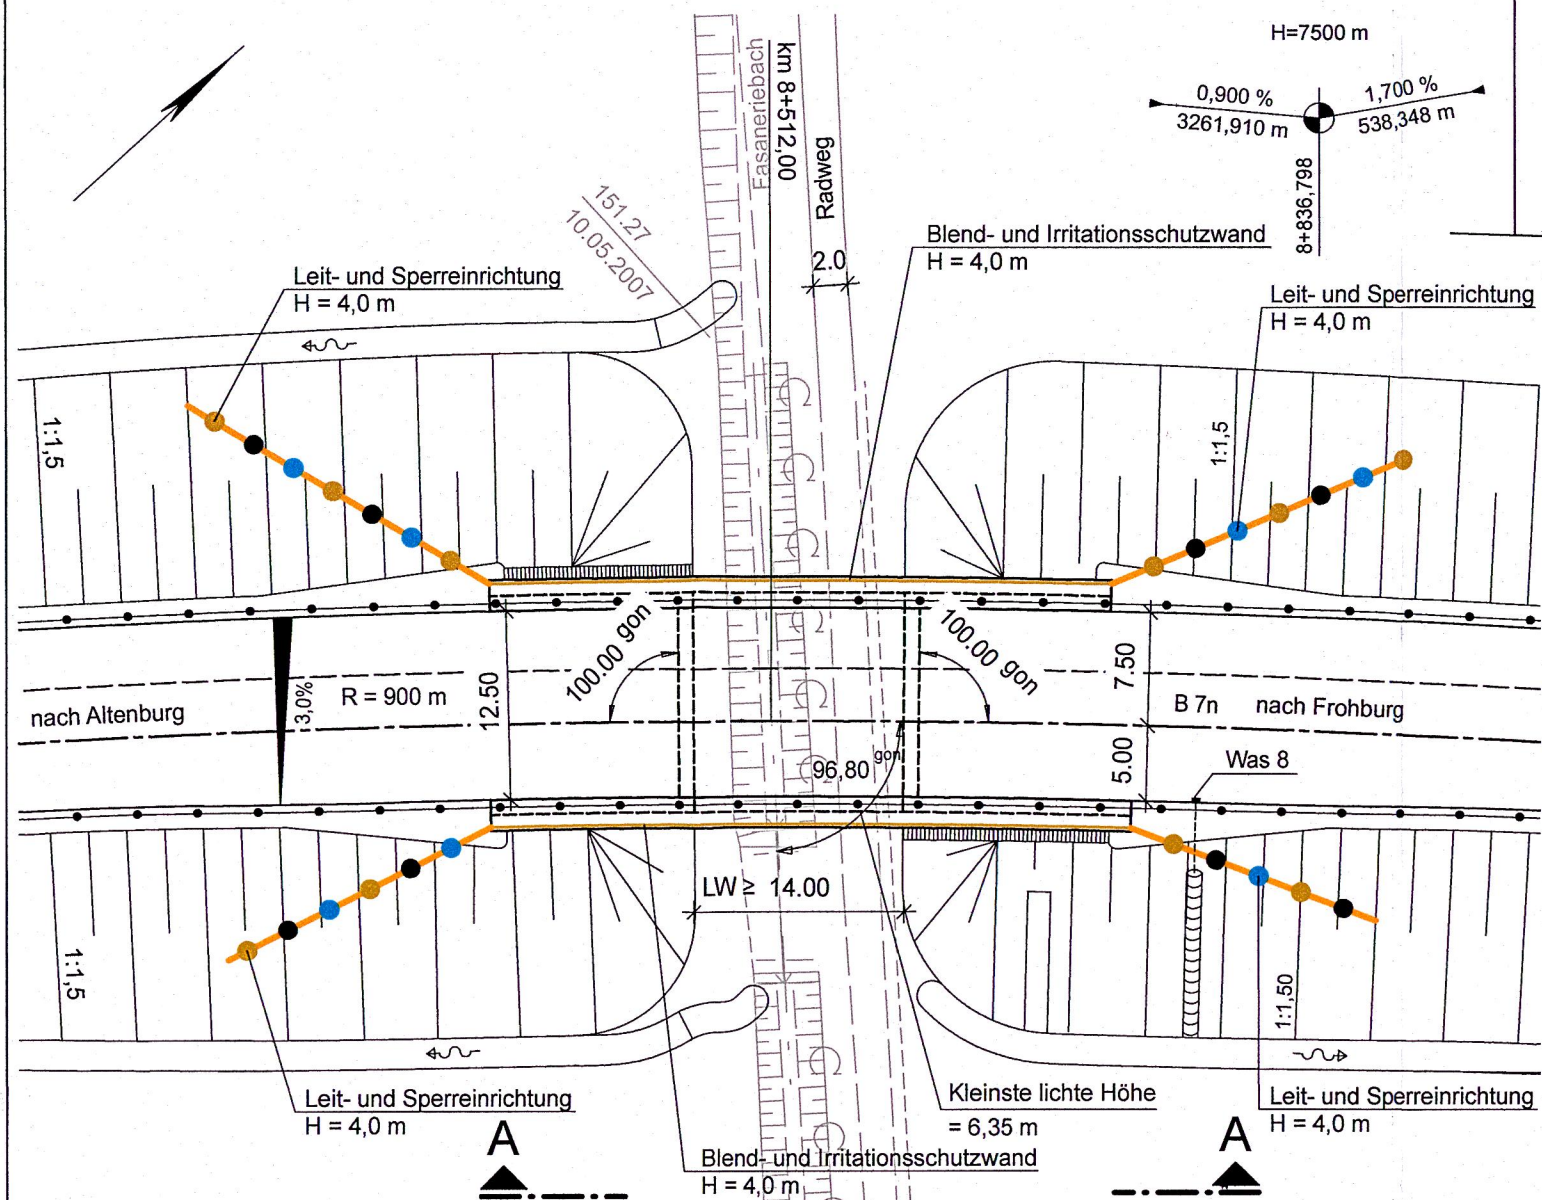 H=7500 m
0,900 %
3261,910 m
1,700 %
538,348 m
8+836,798
Fasaneriebach
km 8+512,00
Radweg
2.0
151.27
10.05.2007
Blend- und Irritationsschutzwand
H = 4,0 m
Leit- und Sperreinrichtung
H = 4,0 m
Leit- und Sperreinrichtung
H = 4,0 m
1:1,5
1:1,5
100.00 gon
100.00 gon
12.50
7.50
3,0%
R = 900 m
nach Altenburg
B 7n nach Frohburg
5.00
96,80 gon
Was 8
LW ≥ 14.00
1:1,5
1:1,50
Kleinste lichte Höhe
= 6,35 m
Leit- und Sperreinrichtung
H = 4,0 m
Leit- und Sperreinrichtung
H = 4,0 m
Blend- und Irritationsschutzwand
H = 4,0 m
A
A